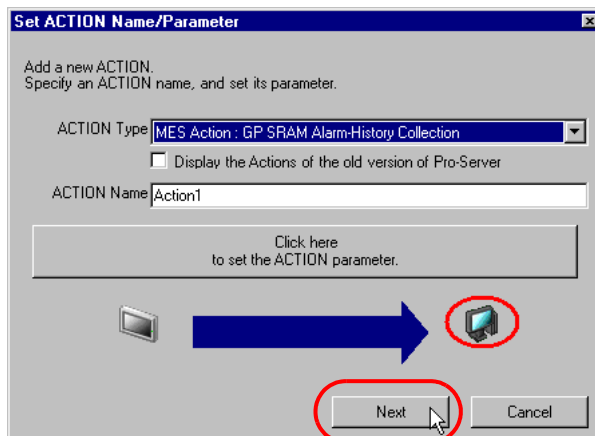 Set ACTION Name/Parameter
Add a new ACTION.
Specify an ACTION name, and set its parameter.
ACTION Type MES Action : GP SRAM Alarm-History Collection
Display the Actions of the old version of Pro-Server
ACTION Name Action1
Click here
to set the ACTION parameter.
Next Cancel